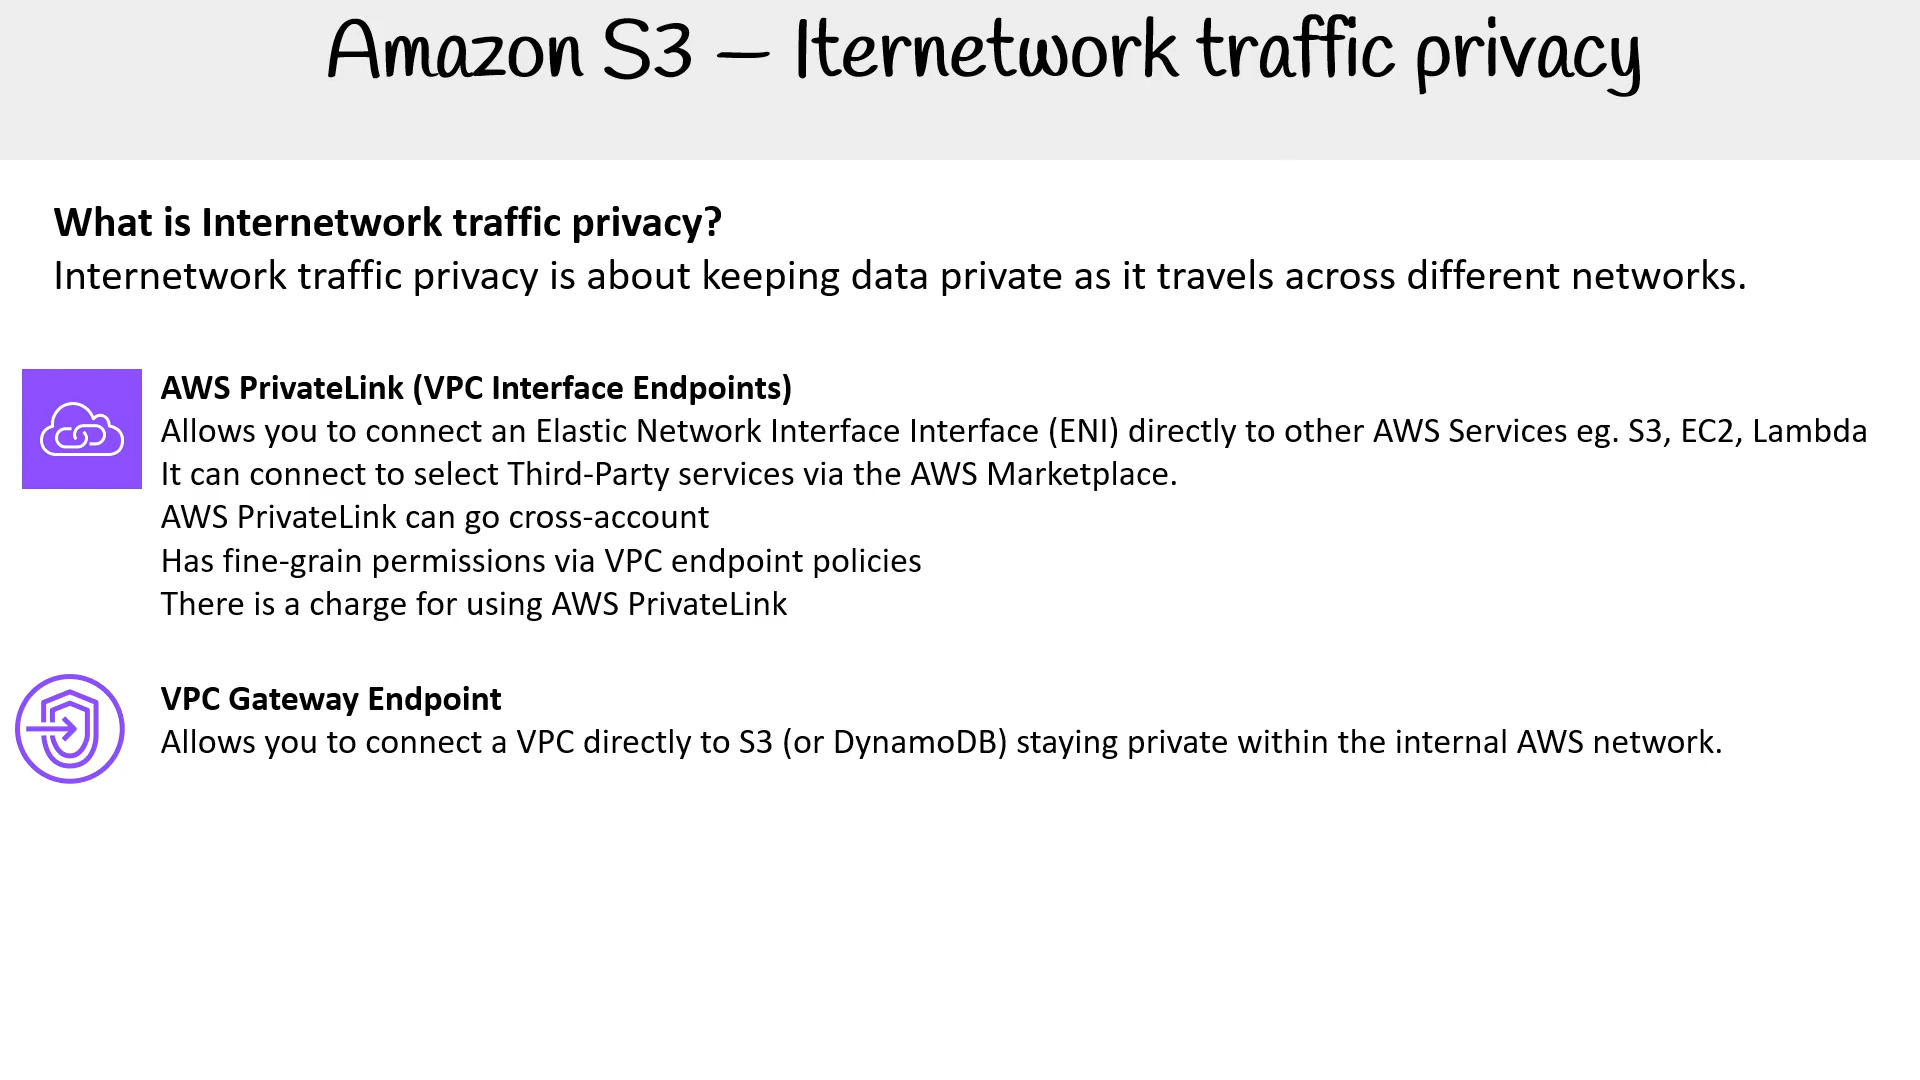 Amazon S3 – Iternetwork traffic privacy
What is Internetwork traffic privacy?
Internetwork traffic privacy is about keeping data private as it travels across different networks.
AWS PrivateLink (VPC Interface Endpoints)
Allows you to connect an Elastic Network Interface Interface (ENI) directly to other AWS Services eg. S3, EC2, Lambda
It can connect to select Third-Party services via the AWS Marketplace.
AWS PrivateLink can go cross-account
Has fine-grain permissions via VPC endpoint policies
There is a charge for using AWS PrivateLink
VPC Gateway Endpoint
Allows you to connect a VPC directly to S3 (or DynamoDB) staying private within the internal AWS network.